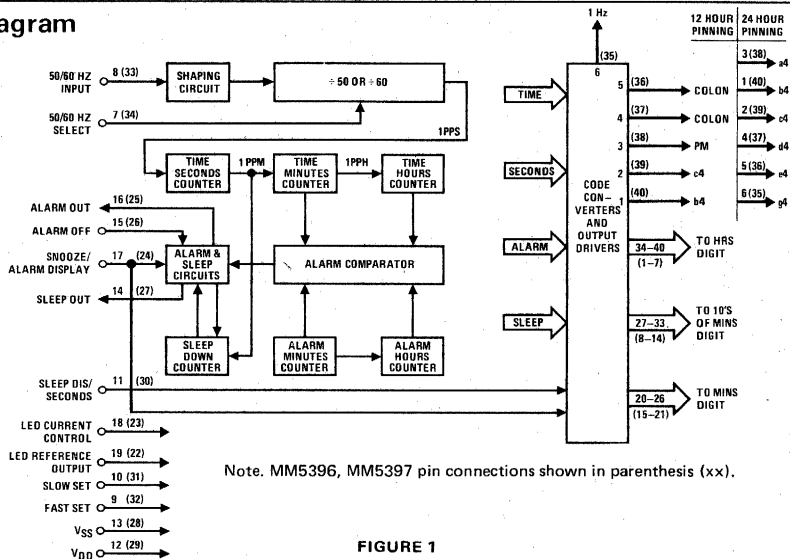 agram
1 Hz
12 HOUR PINNING
24 HOUR PINNING
(35)
6
50/60 HZ INPUT
8 (33)
SHAPING CIRCUIT
÷50 OR ÷60
50/60 HZ SELECT
7 (34)
1PPS
TIME SECONDS COUNTER
1 PPM
TIME MINUTES COUNTER
1PPH
TIME HOURS COUNTER
ALARM OUT
16 (25)
ALARM OFF
15 (26)
SNOOZE/ ALARM DISPLAY
17
(24)
ALARM & SLEEP CIRCUITS
ALARM COMPARATOR
SLEEP OUT
14
(27)
SLEEP DOWN COUNTER
ALARM MINUTES COUNTER
ALARM HOURS COUNTER
SLEEP DIS/ SECONDS
11
(30)
LED CURRENT CONTROL
18 (23)
LED REFERENCE OUTPUT
19 (22)
SLOW SET
10 (31)
FAST SET
9 (32)
VSS
13 (28)
VDD
12 (29)
TIME
SECONDS
ALARM
SLEEP
CODE CON– VERTERS AND OUTPUT DRIVERS
5
(36)
COLON
4
(37)
COLON
3
(38)
PM
2
(39)
c4
1
(40)
b4
3 (38)
a4
1 (40)
b4
2 (39)
c4
4 (37)
d4
5 (36)
e4
6 (35)
g4
34–40
(1–7)
TO HRS DIGIT
27–33
(8–14)
TO 10'S OF MINS DIGIT
20–26
(15–21)
TO MINS DIGIT
Note. MM5396, MM5397 pin connections shown in parenthesis (xx).
FIGURE 1